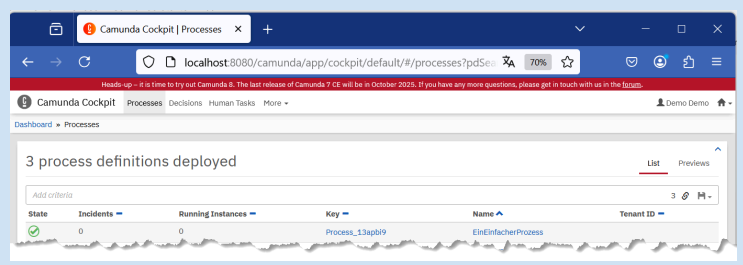 Camunda Cockpit | Processes
localhost:8080/camunda/app/cockpit/default/#/processes?pdSea
70%
Heads-up – it is time to try out Camunda 8. The last release of Camunda 7 CE will be in October 2025. If you have any more questions, please get in touch with us in the forum.
Camunda Cockpit Processes Decisions Human Tasks More Demo Demo
Dashboard » Processes
3 process definitions deployed List Previews
Add criteria 3
State Incidents Running Instances Key Name Tenant ID
0 0 Process_13apbi9 EinEinfacherProzess